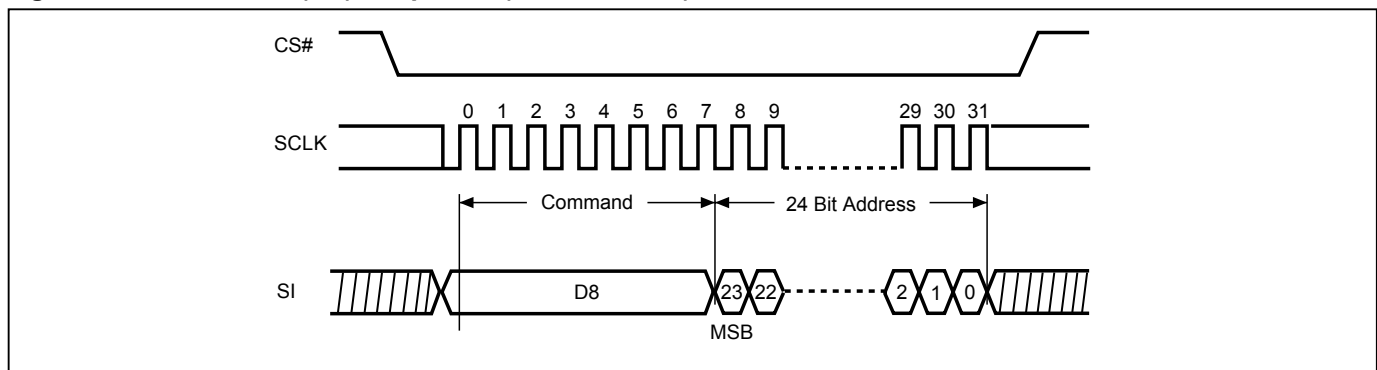 CS#
0 1 2 3 4 5 6 7 8 9 29 30 31
SCLK
Command 24 Bit Address
SI D8 23 22 2 1 0
MSB